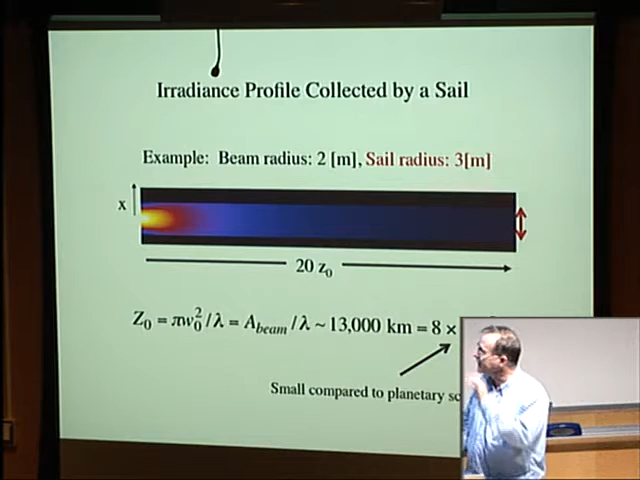 Irradiance Profile Collected by a Sail
Example: Beam radius: 2 [m], Sail radius: 3[m]
x
20 z₀
Z₀ = πw₀²/λ = A_beam/λ ~ 13,000 km = 8 ×
Small compared to planetary